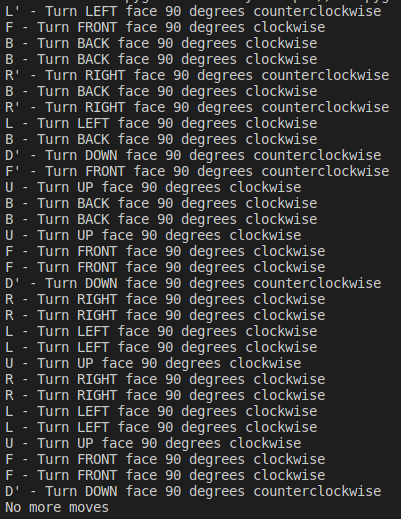 L' - Turn LEFT face 90 degrees counterclockwise
F - Turn FRONT face 90 degrees clockwise
B - Turn BACK face 90 degrees clockwise
B - Turn BACK face 90 degrees clockwise
R' - Turn RIGHT face 90 degrees counterclockwise
B - Turn BACK face 90 degrees clockwise
R' - Turn RIGHT face 90 degrees counterclockwise
L - Turn LEFT face 90 degrees clockwise
B - Turn BACK face 90 degrees clockwise
D' - Turn DOWN face 90 degrees counterclockwise
F' - Turn FRONT face 90 degrees counterclockwise
U - Turn UP face 90 degrees clockwise
B - Turn BACK face 90 degrees clockwise
B - Turn BACK face 90 degrees clockwise
U - Turn UP face 90 degrees clockwise
F - Turn FRONT face 90 degrees clockwise
F - Turn FRONT face 90 degrees clockwise
D' - Turn DOWN face 90 degrees counterclockwise
R - Turn RIGHT face 90 degrees clockwise
R - Turn RIGHT face 90 degrees clockwise
L - Turn LEFT face 90 degrees clockwise
L - Turn LEFT face 90 degrees clockwise
U - Turn UP face 90 degrees clockwise
R - Turn RIGHT face 90 degrees clockwise
R - Turn RIGHT face 90 degrees clockwise
L - Turn LEFT face 90 degrees clockwise
L - Turn LEFT face 90 degrees clockwise
U - Turn UP face 90 degrees clockwise
F - Turn FRONT face 90 degrees clockwise
F - Turn FRONT face 90 degrees clockwise
D' - Turn DOWN face 90 degrees counterclockwise
No more moves